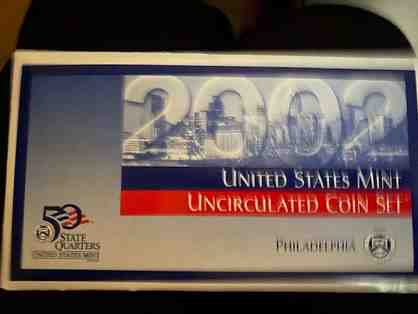 2002
UNITED STATES MINT
UNCIRCULATED COIN SET
50
STATE
QUARTERS
UNITED STATES MINT
PHILADELPHIA